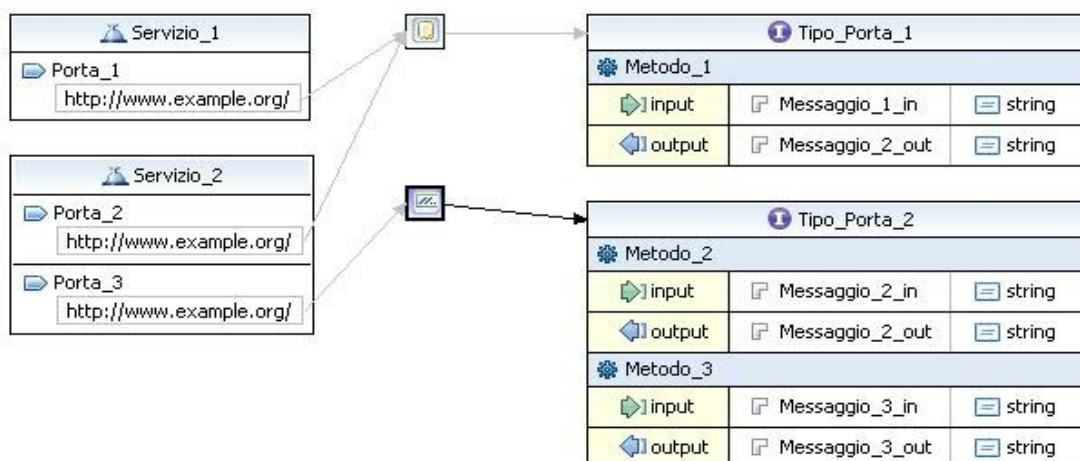 Servizio_1
Porta_1
http://www.example.org/
Servizio_2
Porta_2
http://www.example.org/
Porta_3
http://www.example.org/
Tipo_Porta_1
Metodo_1
input Messaggio_1_in string
output Messaggio_2_out string
Tipo_Porta_2
Metodo_2
input Messaggio_2_in string
output Messaggio_2_out string
Metodo_3
input Messaggio_3_in string
output Messaggio_3_out string